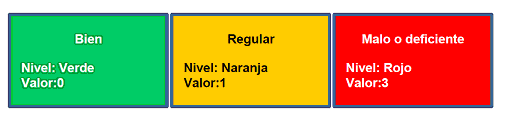 Bien
Nivel: Verde
Valor:0
Regular
Nivel: Naranja
Valor:1
Malo o deficiente
Nivel: Rojo
Valor:3